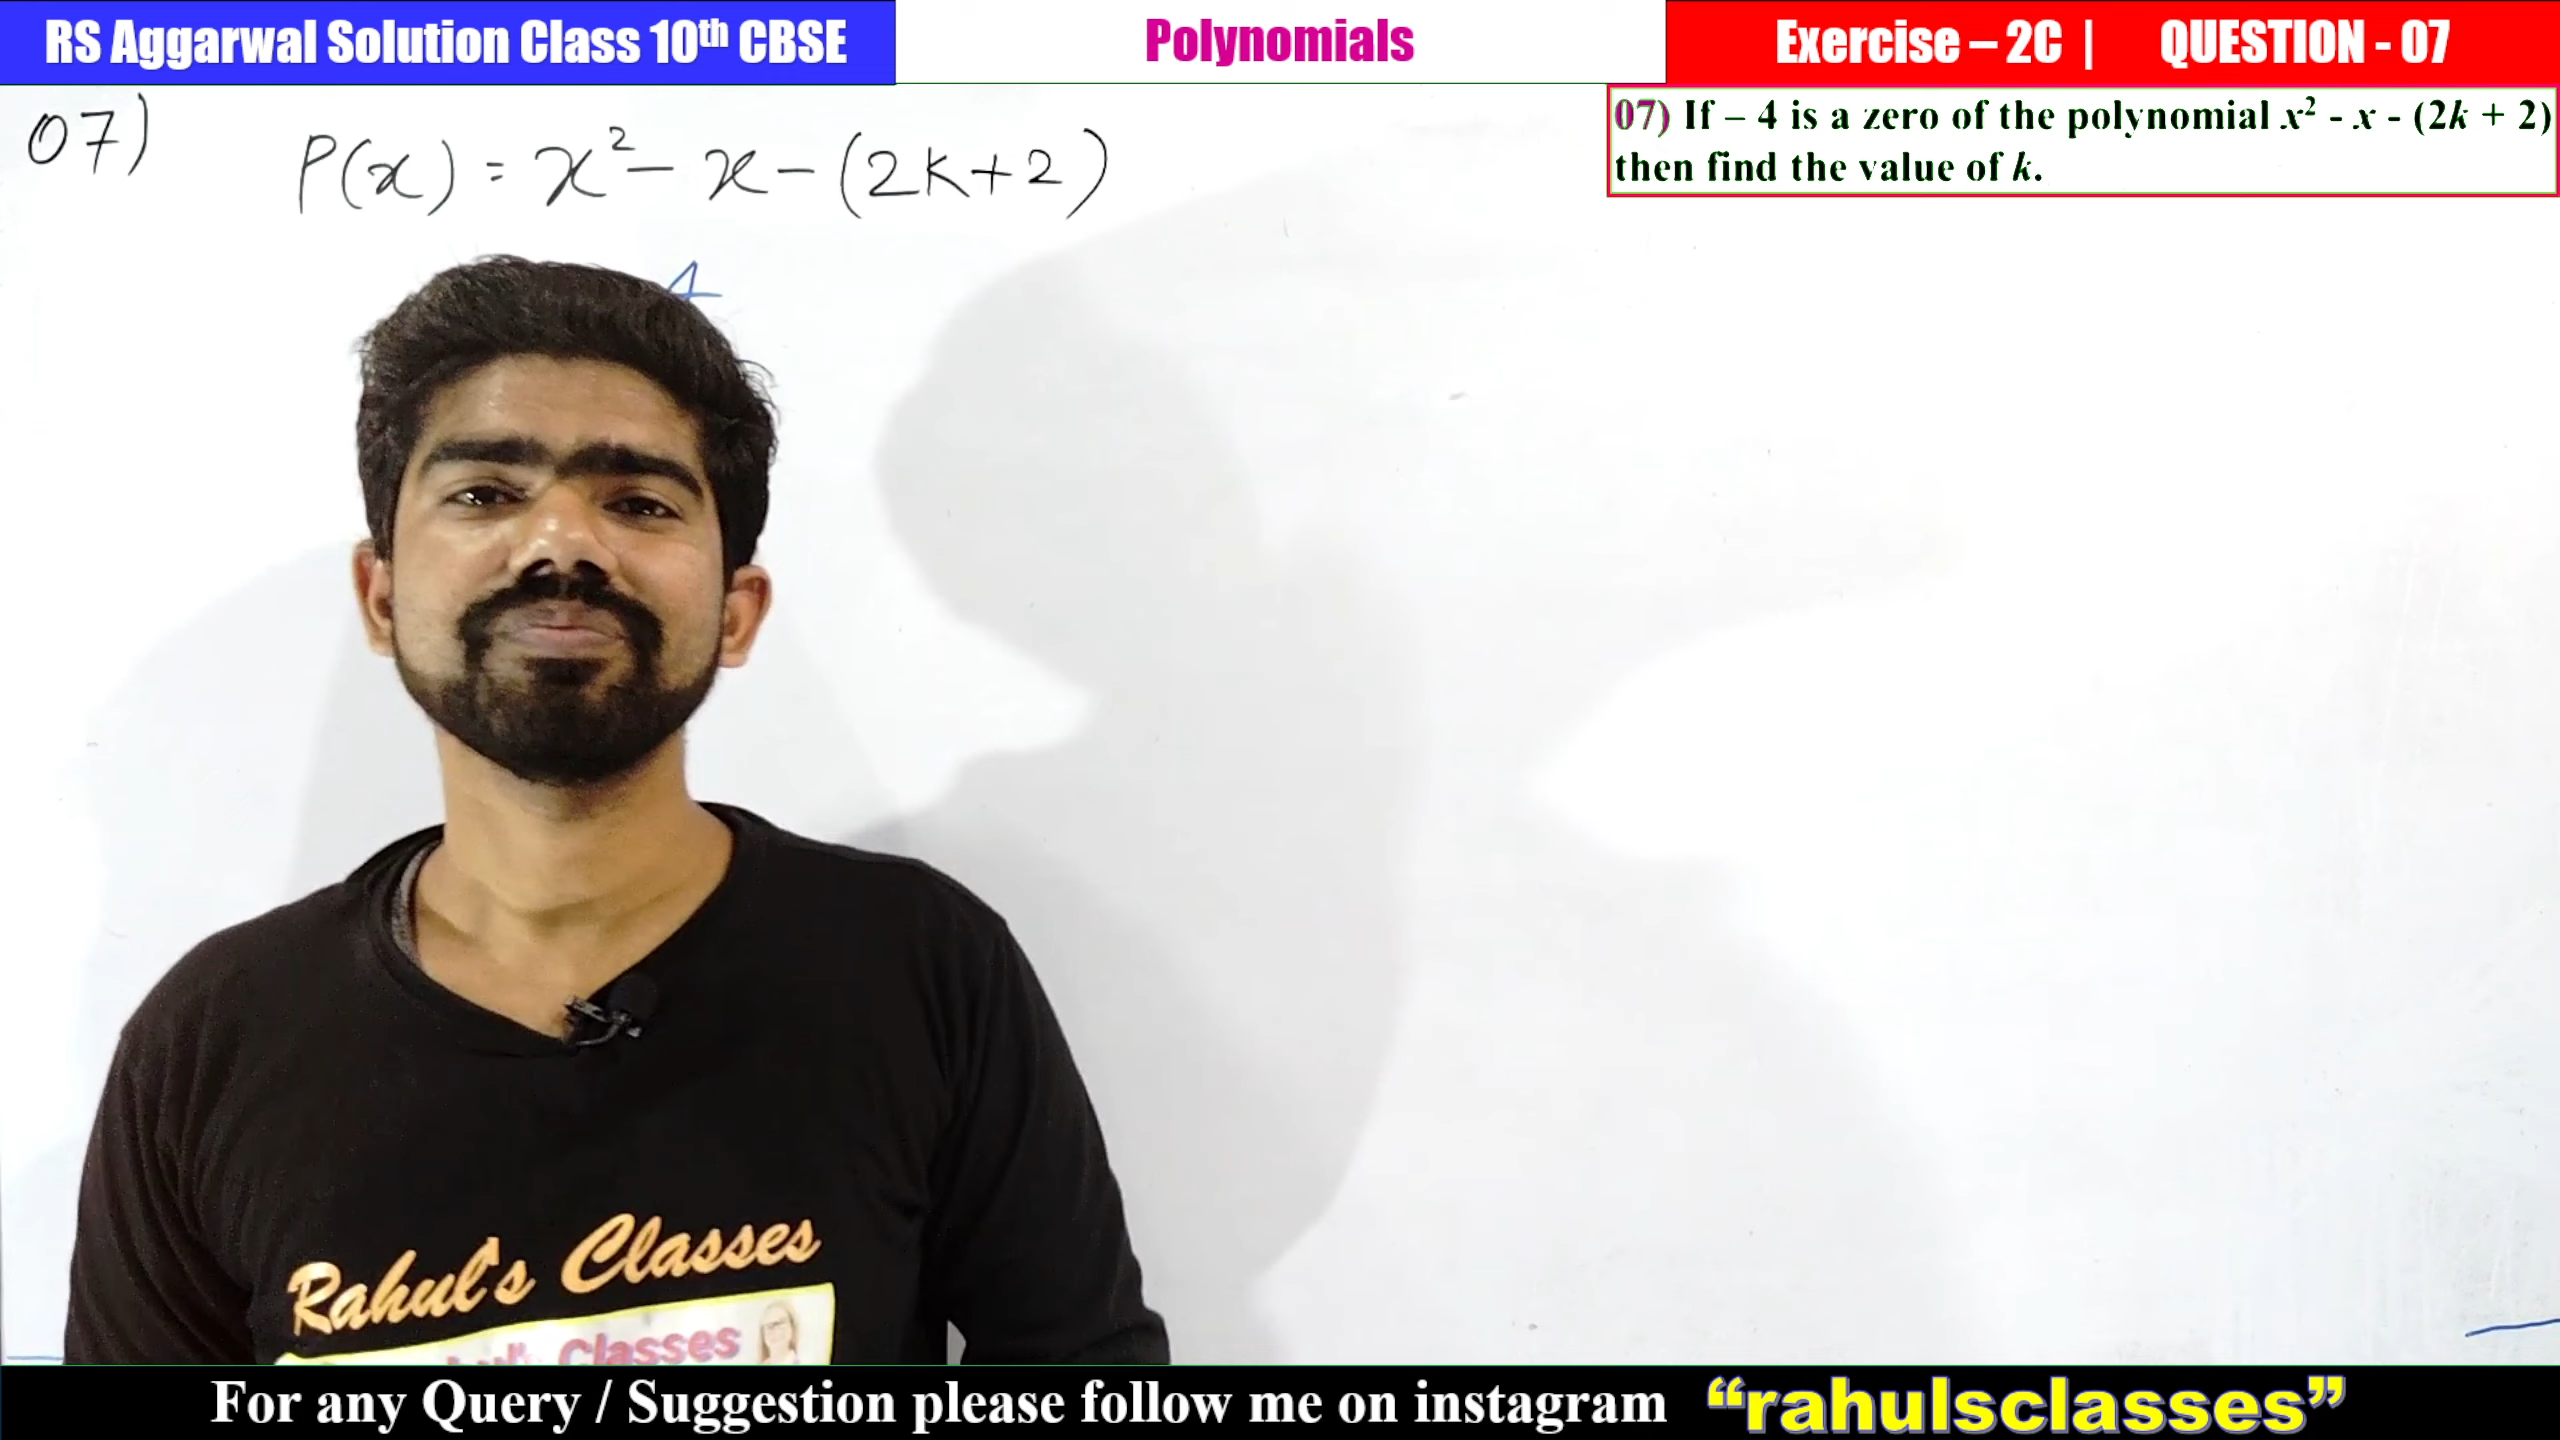 RS Aggarwal Solution Class 10th CBSE
Polynomials
Exercise – 2C | QUESTION - 07
07) If – 4 is a zero of the polynomial x² - x - (2k + 2)
then find the value of k.
07) P(x) = x² - x - (2k+2)
4
Rahul's Classes
Classes
For any Query / Suggestion please follow me on instagram “rahulsclasses”